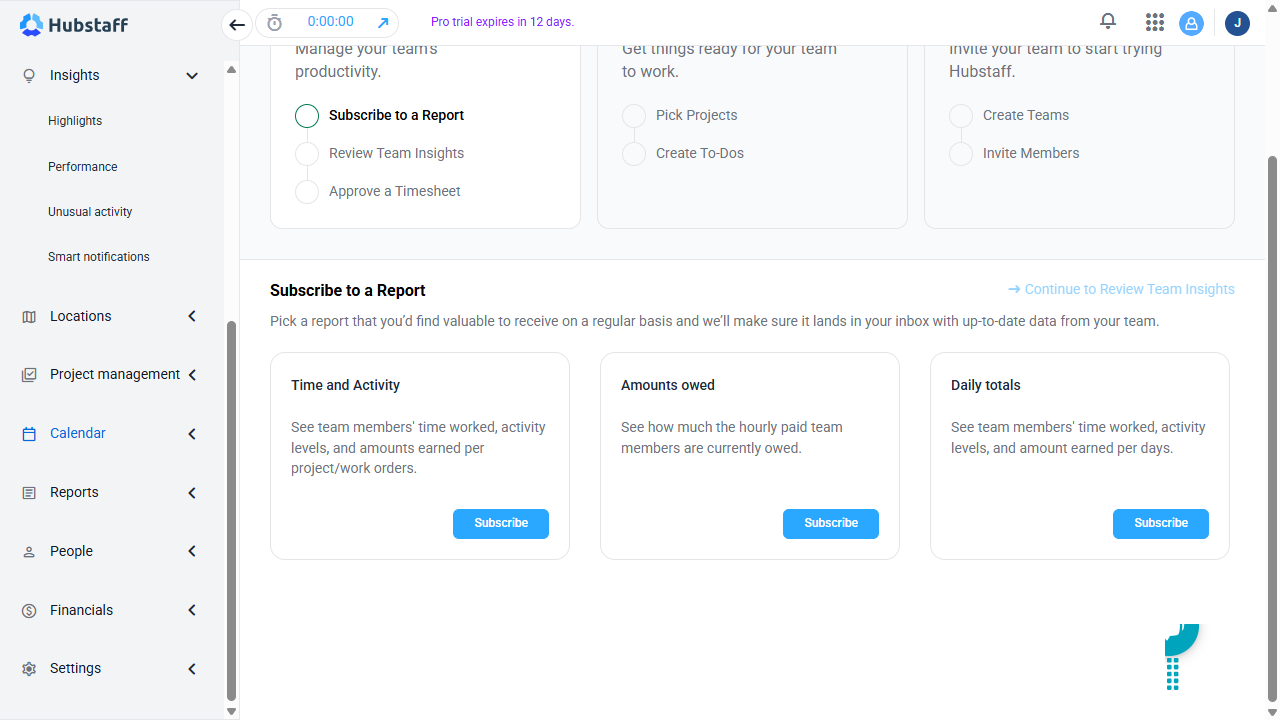 Hubstaff
0:00:00
Pro trial expires in 12 days.
J
Insights
Highlights
Performance
Unusual activity
Smart notifications
Locations
Project management
Calendar
Reports
People
Financials
Settings
Manage your team's
productivity.
Subscribe to a Report
Review Team Insights
Approve a Timesheet
Get things ready for your team
to work.
Pick Projects
Create To-Dos
Invite your team to start trying
Hubstaff.
Create Teams
Invite Members
Subscribe to a Report
Continue to Review Team Insights
Pick a report that you’d find valuable to receive on a regular basis and we’ll make sure it lands in your inbox with up-to-date data from your team.
Time and Activity
See team members' time worked, activity
levels, and amounts earned per
project/work orders.
Subscribe
Amounts owed
See how much the hourly paid team
members are currently owed.
Subscribe
Daily totals
See team members' time worked, activity
levels, and amount earned per days.
Subscribe